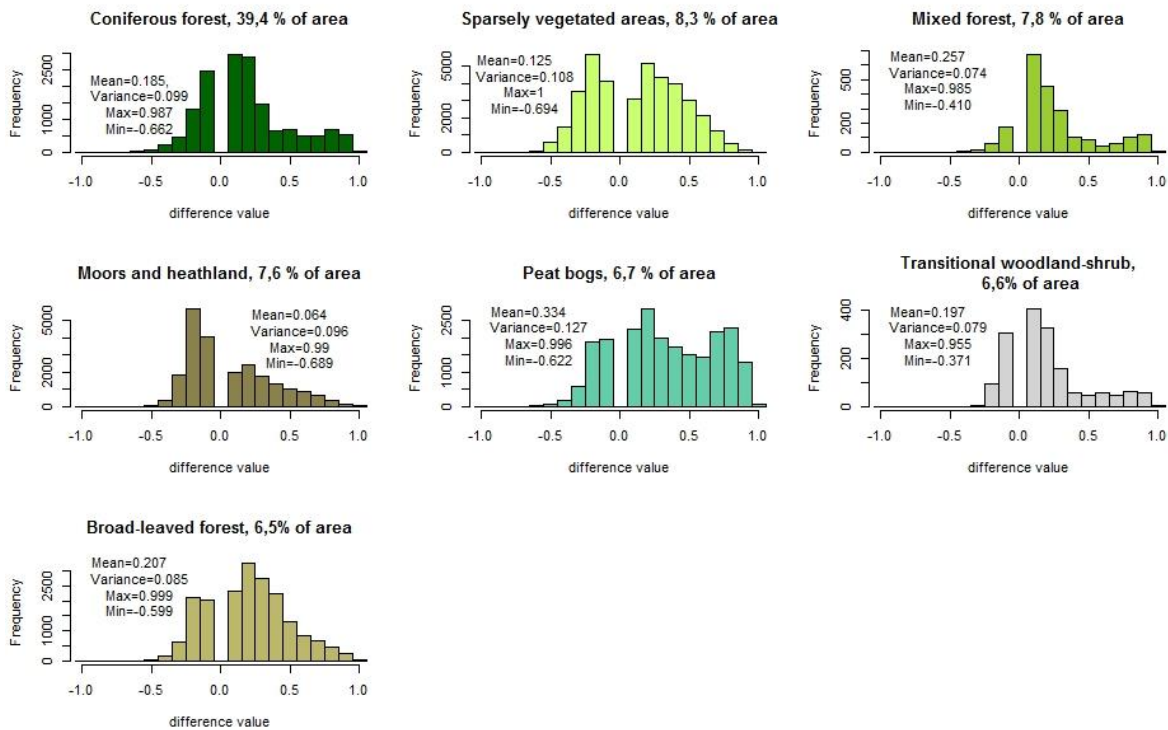 Coniferous forest, 39,4 % of area
Mean=0.185,
Variance=0.099
Max=0.987
Min=-0.662
Frequency
0 1000 2500
-1.0 -0.5 0.0 0.5 1.0
difference value
Sparsely vegetated areas, 8,3 % of area
Mean=0.125
Variance=0.108
Max=1
Min=-0.694
Frequency
0 2000 5000
-1.0 -0.5 0.0 0.5 1.0
difference value
Mixed forest, 7,8 % of area
Mean=0.257
Variance=0.074
Max=0.985
Min=-0.410
Frequency
0 200 500
-1.0 -0.5 0.0 0.5 1.0
difference value
Moors and heathland, 7,6 % of area
Mean=0.064
Variance=0.096
Max=0.99
Min=-0.689
Frequency
0 2000 5000
-1.0 -0.5 0.0 0.5 1.0
difference value
Peat bogs, 6,7 % of area
Mean=0.334
Variance=0.127
Max=0.996
Min=-0.622
Frequency
0 1000 2500
-1.0 -0.5 0.0 0.5 1.0
difference value
Transitional woodland-shrub,
6,6% of area
Mean=0.197
Variance=0.079
Max=0.955
Min=-0.371
Frequency
0 200 400
-1.0 -0.5 0.0 0.5 1.0
difference value
Broad-leaved forest, 6,5% of area
Mean=0.207
Variance=0.085
Max=0.999
Min=-0.599
Frequency
0 1000 2500
-1.0 -0.5 0.0 0.5 1.0
difference value